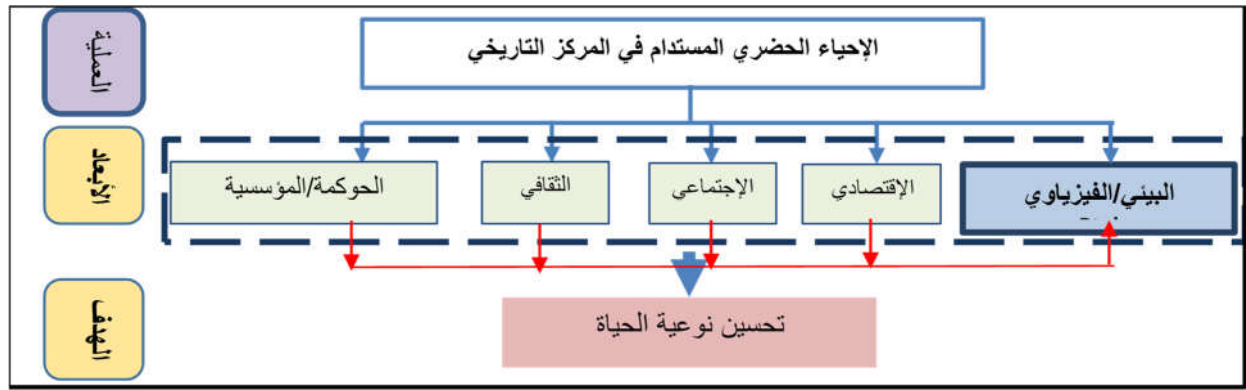 العملية
الإحياء الحضري المستدام في المركز التاريخي
الأبعاد
البيئي/الفيزياوي
الإقتصادي
الإجتماعي
الثقافي
الحوكمة/المؤسسية
الهدف
تحسين نوعية الحياة